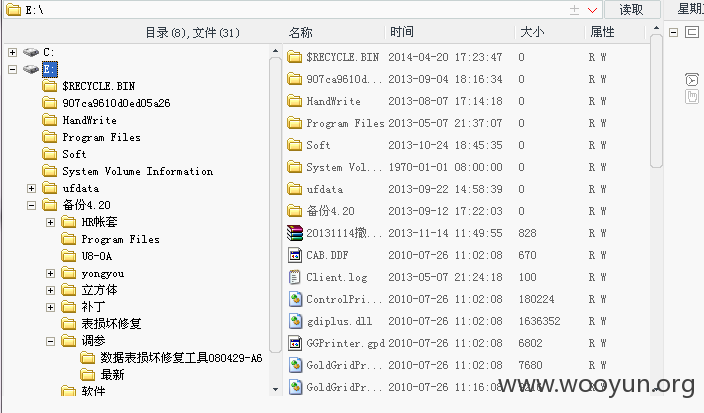 E:\ 读取 星期
目录(8),文件(31) 名称 时间 大小 属性
C:
E:
$RECYCLE.BIN
907ca9610d0ed05a26
HandWrite
Program Files
Soft
System Volume Information
ufdata
备份4.20
HR帐套
Program Files
U8-OA
yongyou
立方体
补丁
表损坏修复
调参
数据表损坏修复工具080429-A6
最新
软件
$RECYCLE.BIN 2014-04-20 17:23:47 0 R W
907ca9610d... 2013-09-04 18:16:34 0 R W
HandWrite 2013-08-07 17:14:18 0 R W
Program Files 2013-05-07 21:37:07 0 R W
Soft 2013-10-24 18:45:35 0 R W
System Vol... 1970-01-01 08:00:00 0 R W
ufdata 2013-09-22 14:58:39 0 R W
备份4.20 2013-09-12 17:22:03 0 R W
20131114撤... 2013-11-14 11:49:55 828 R W
CAB.DDF 2010-07-26 11:02:08 670 R W
Client.log 2013-05-07 21:24:18 100 R W
ControlPri... 2010-07-26 11:02:08 180224 R W
gdiplus.dll 2010-07-26 11:02:08 1636352 R W
GGPrinter.gpd 2010-07-26 11:02:08 6802 R W
GoldGridPr... 2010-07-26 11:02:08 7680 R W
GoldGridPr... 2010-07-26 11:16:08 R W
www.wooyun.org